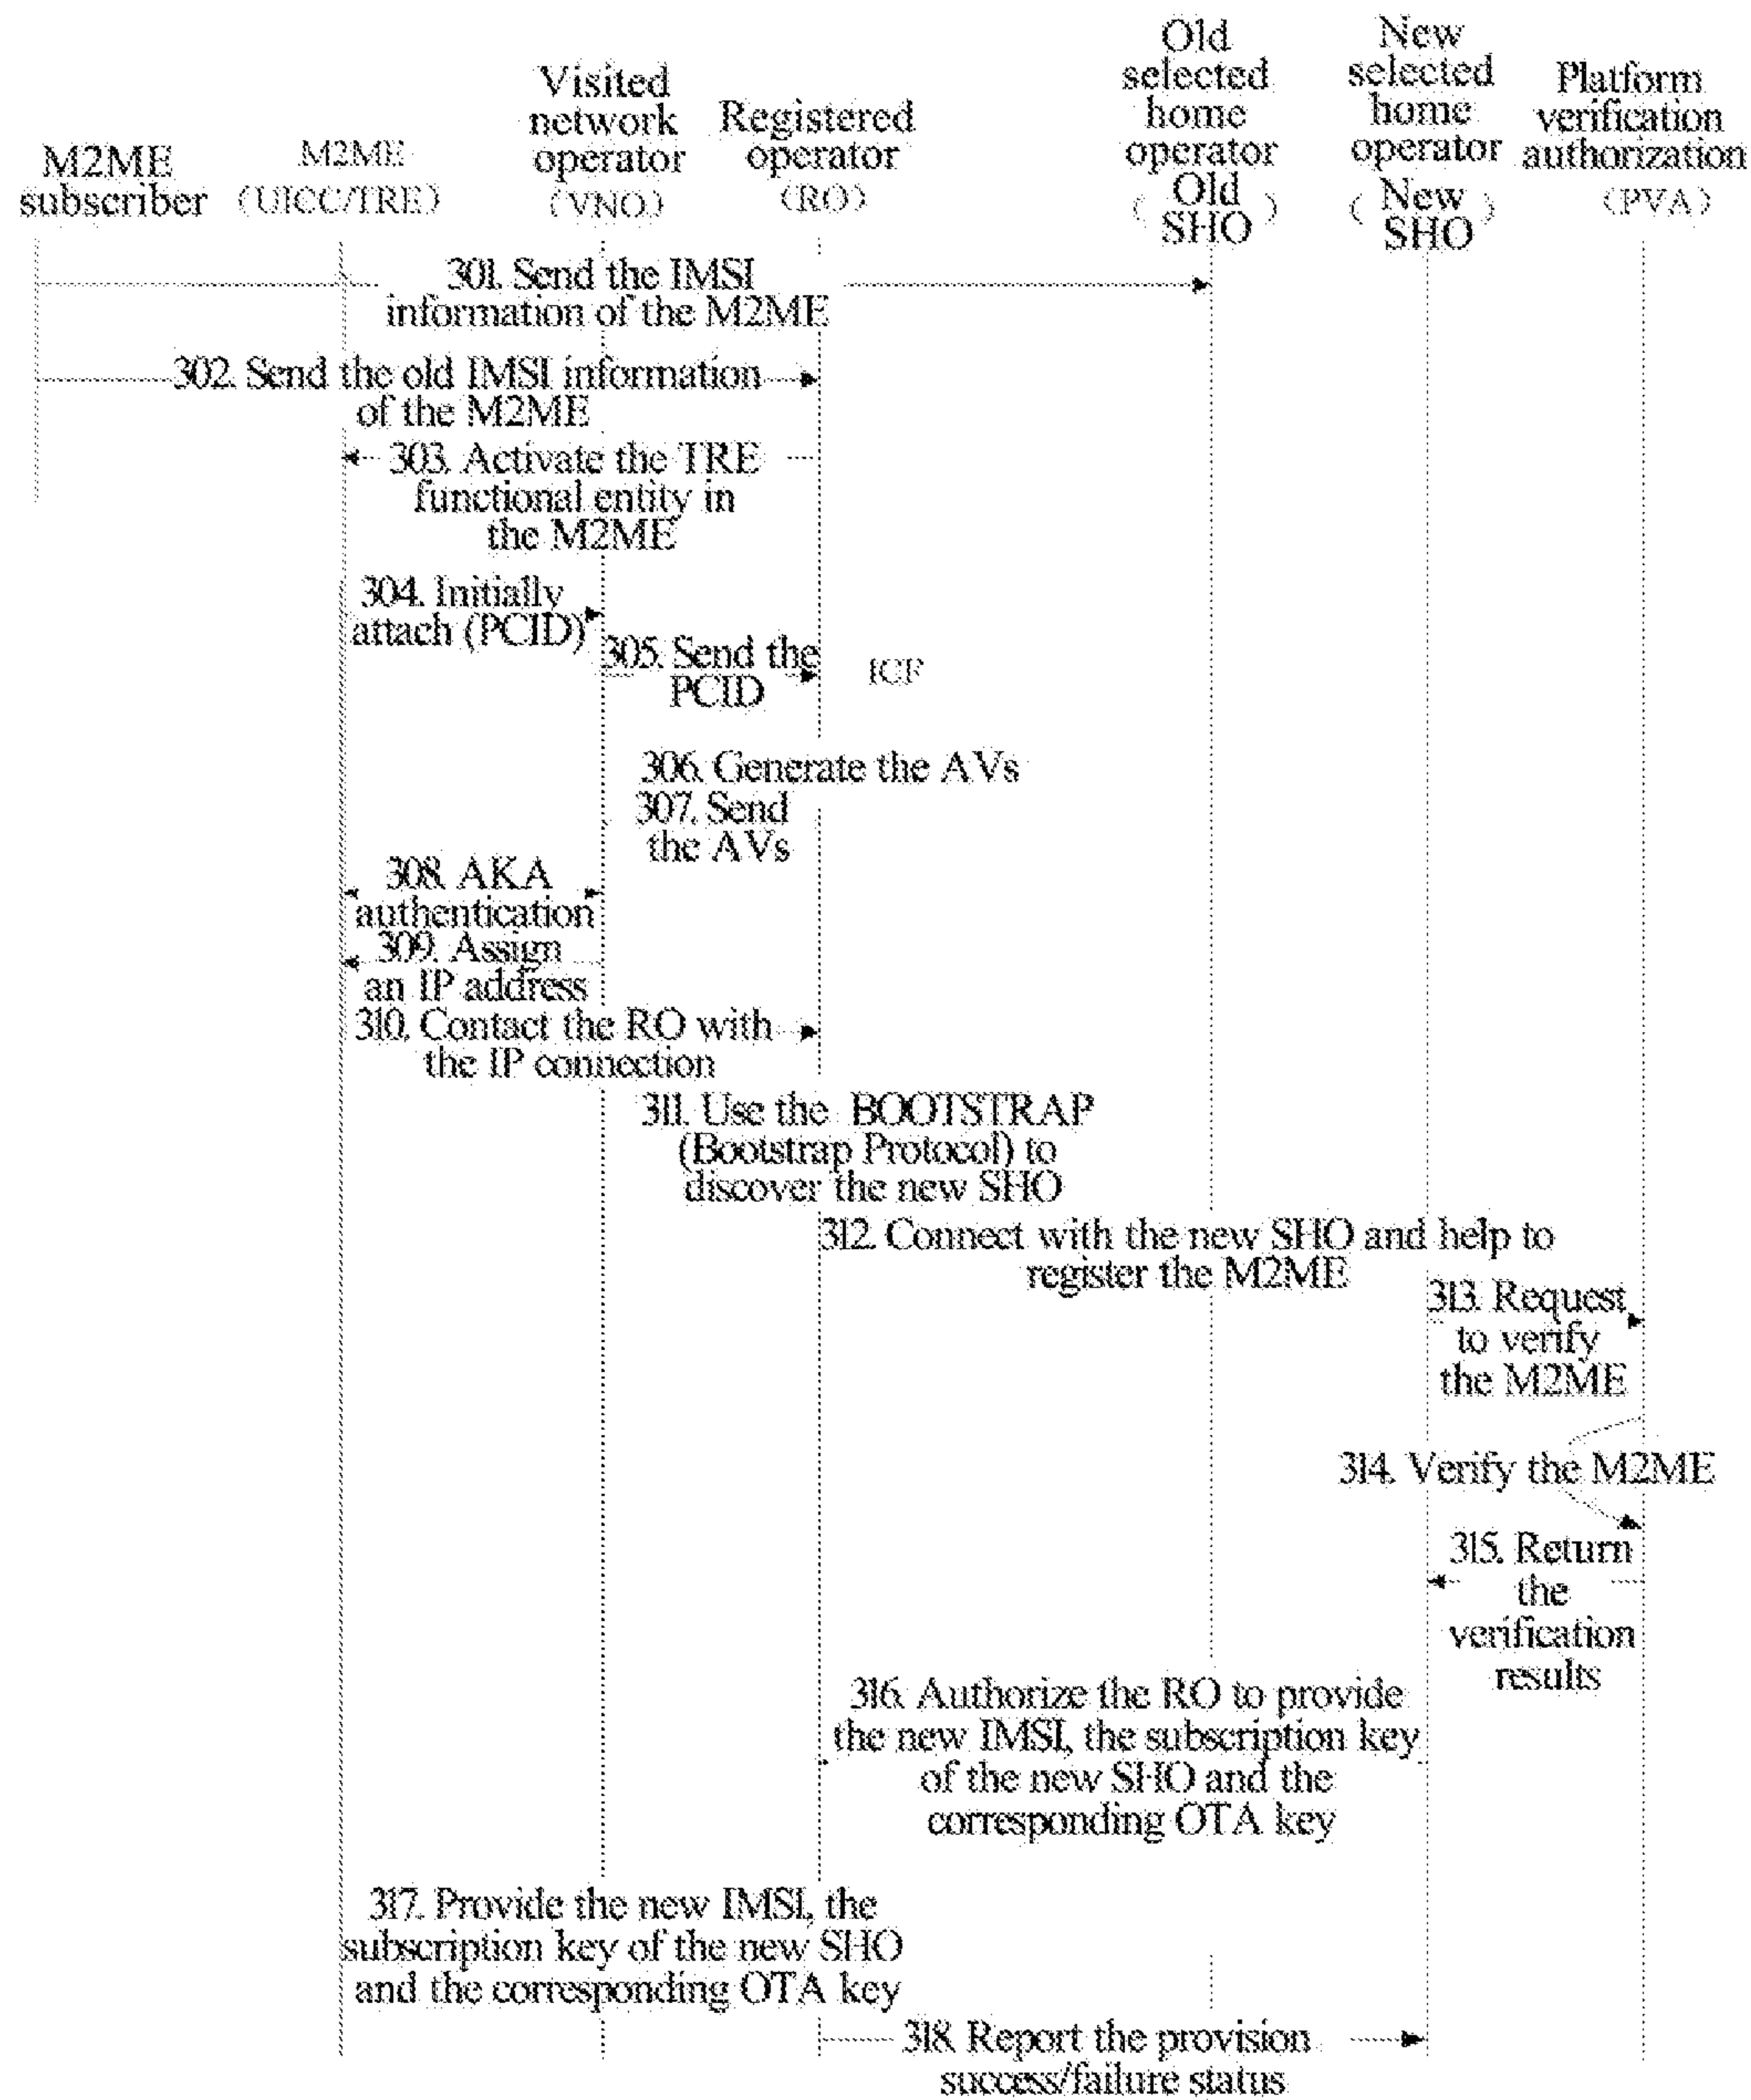 M2ME
subscriber
M2ME
(UICC/TRE)
Visited
network
operator
(VNO)
Registered
operator
(RO)
Old
selected
home
operator
( Old )
SHO
New
selected
home
operator
( New )
SHO
Platform
verification
authorization
(PVA)
301. Send the IMSI
information of the M2ME
302. Send the old IMSI information
of the M2ME
303. Activate the TRE
functional entity in
the M2ME
304. Initially
attach (PCID)
305. Send the
PCID
ICF
306. Generate the AVs
307. Send
the AVs
308. AKA
authentication
309. Assign
an IP address
310. Contact the RO with
the IP connection
311. Use the BOOTSTRAP
(Bootstrap Protocol) to
discover the new SHO
312. Connect with the new SHO and help to
register the M2ME
313. Request
to verify
the M2ME
314. Verify the M2ME
315. Return
the
verification
results
316. Authorize the RO to provide
the new IMSI, the subscription key
of the new SHO and the
corresponding OTA key
317. Provide the new IMSI, the
subscription key of the new SHO
and the corresponding OTA key
318. Report the provision
success/failure status